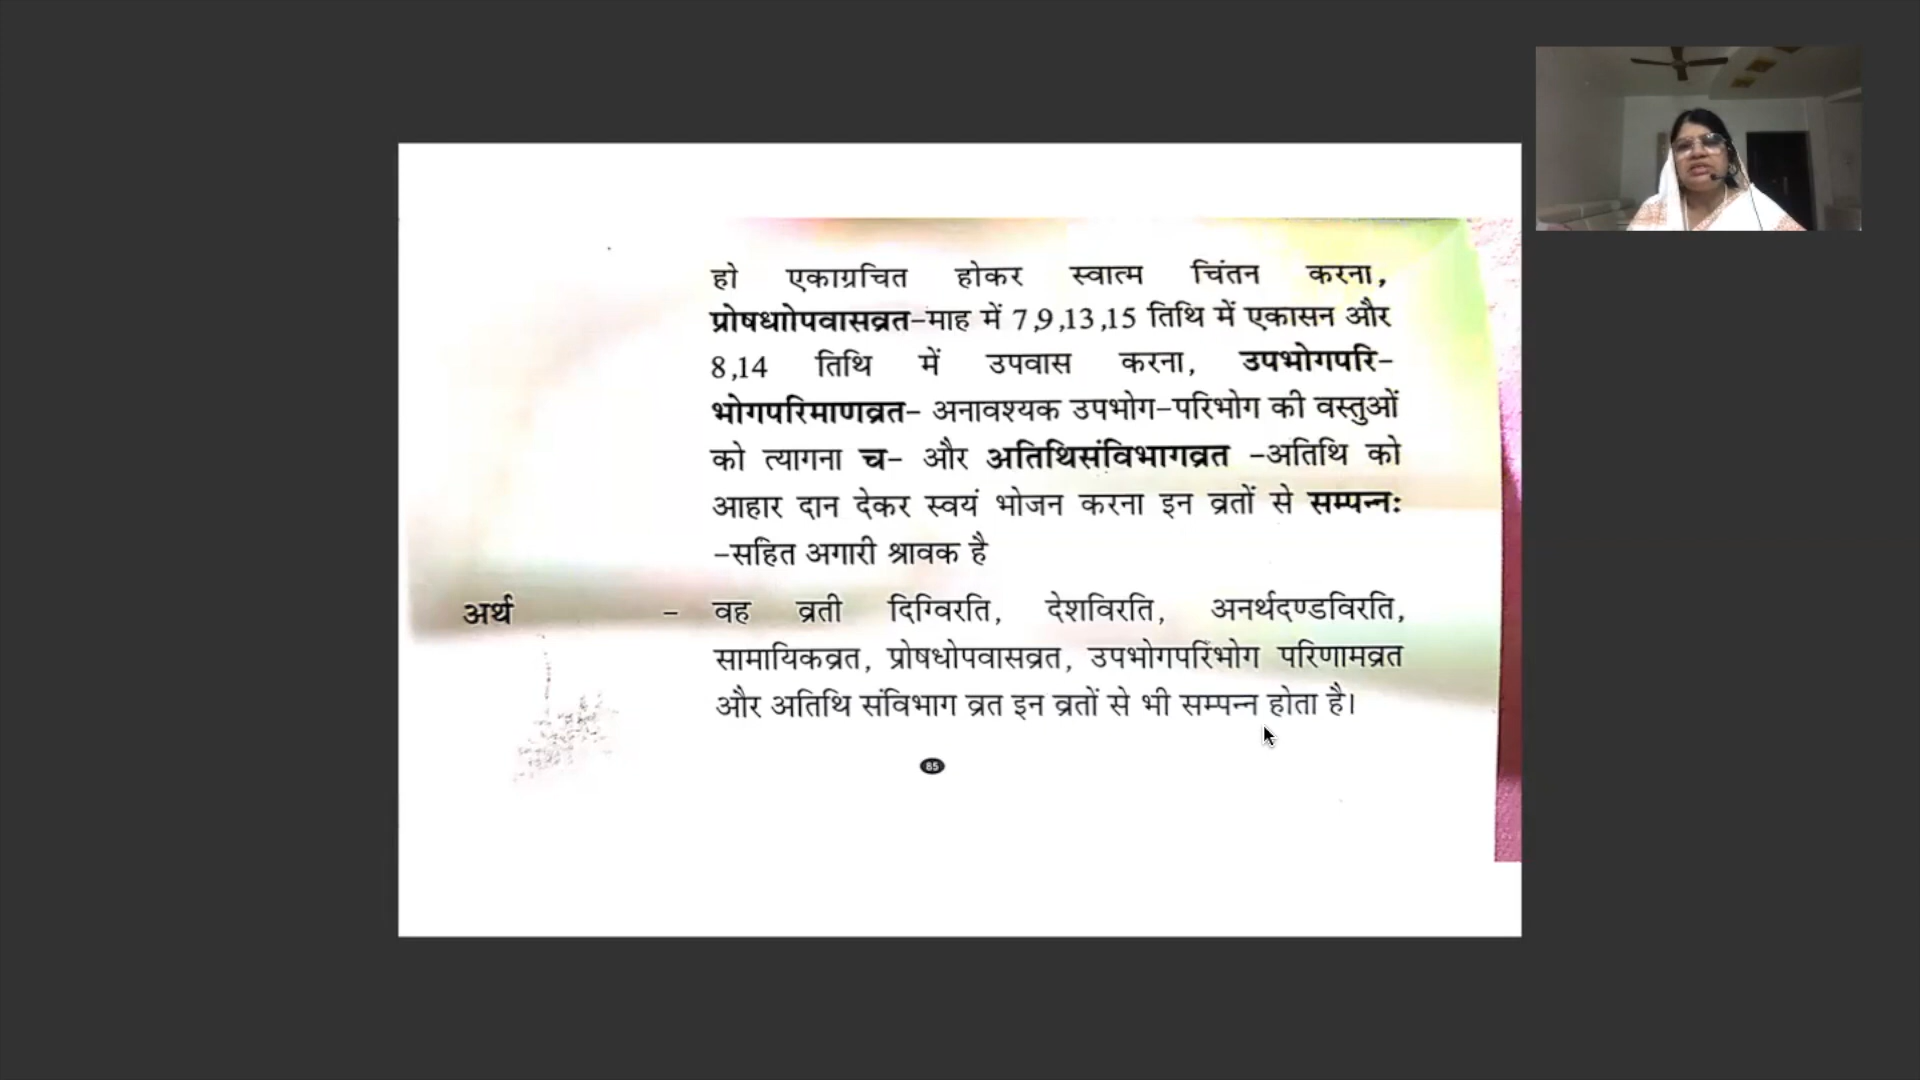 हो एकाग्रचित होकर स्वात्म चिंतन करना,
प्रोषधाोपवासव्रत-माह में 7,9,13,15 तिथि में एकासन और
8,14 तिथि में उपवास करना, उपभोगपरि-
भोगपरिमाणव्रत- अनावश्यक उपभोग-परिभोग की वस्तुओं
को त्यागना च- और अतिथिसंविभागव्रत -अतिथि को
आहार दान देकर स्वयं भोजन करना इन व्रतों से सम्पन्नः
-सहित अगारी श्रावक है
अर्थ - वह व्रती दिग्विरति, देशविरति, अनर्थदण्डविरति,
सामायिकव्रत, प्रोषधोपवासव्रत, उपभोगपरिंभोग परिणामव्रत
और अतिथि संविभाग व्रत इन व्रतों से भी सम्पन्न होता है।
85